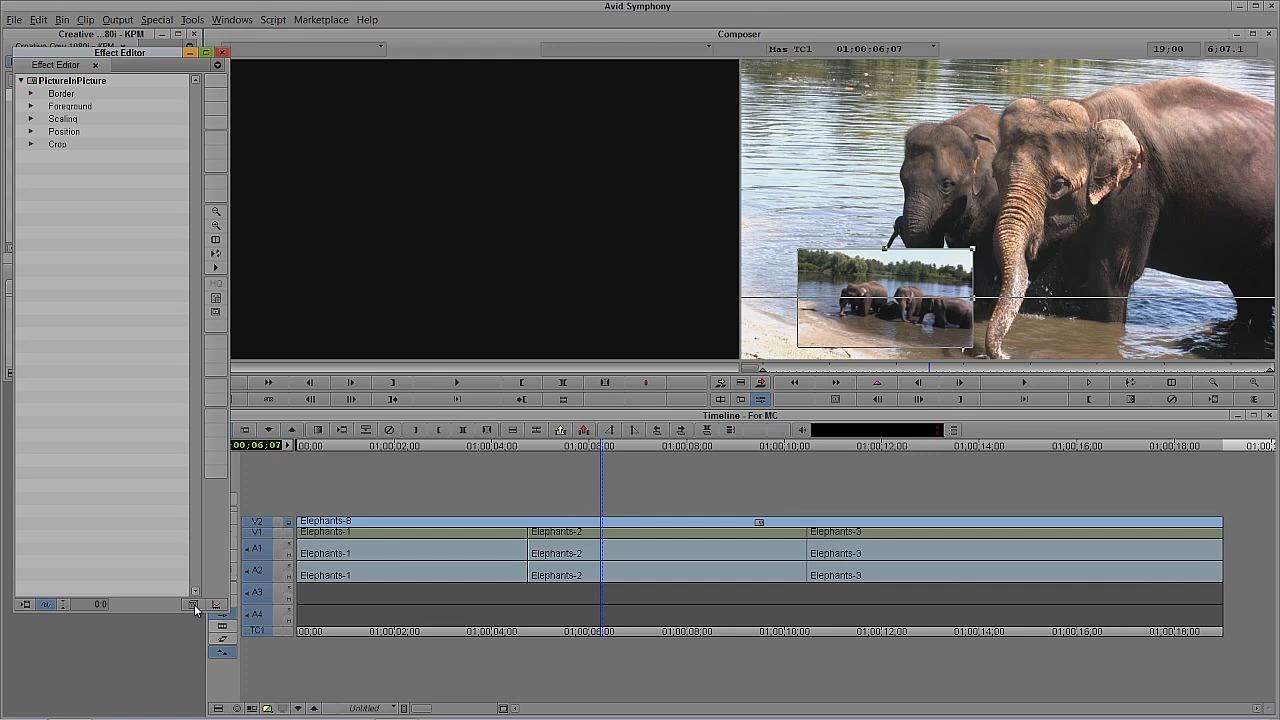 Avid Symphony
File Edit Bin Clip Output Special Tools Windows Script Marketplace Help
Creative ...80i - KPM
Composer
Creative Cow 1080i - KPM
Effect Editor
Mas TC1 01;00;06;07 19;00 6;07.1
Effect Editor
PictureInPicture
Border
Foreground
Scaling
Position
Crop
HQ
Timeline - For MC
00;06;07 00;00 01;00;02;00 01;00;04;00 01;00;06;00 01;00;08;00 01;00;10;00 01;00;12;00 01;00;14;00 01;00;16;00 01;00;18;00
V2 Elephants-8
V1 Elephants-1 Elephants-2 Elephants-3
A1 Elephants-1 Elephants-2 Elephants-3
A2 Elephants-1 Elephants-2 Elephants-3
A3
0:0
A4
TC1 00;00 01;00;02;00 01;00;04;00 01;00;06;00 01;00;08;00 01;00;10;00 01;00;12;00 01;00;14;00 01;00;16;00 01;00;18;00
Untitled